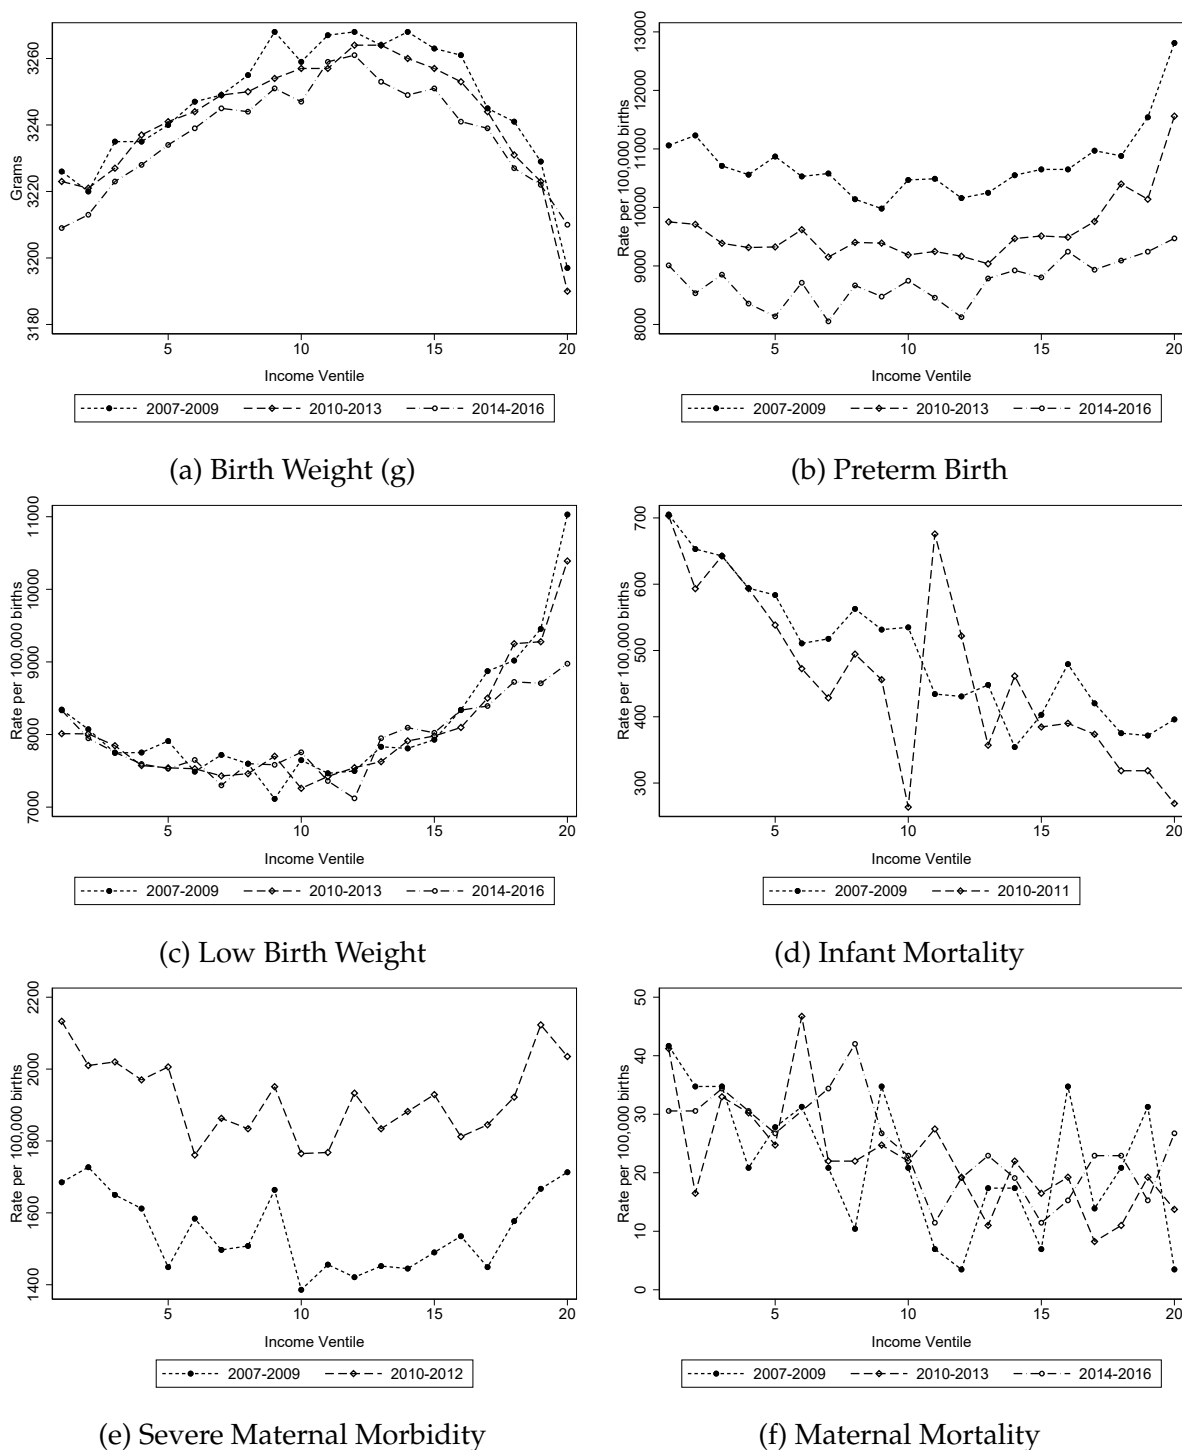 Grams
3180 3200 3220 3240 3260
5 10 15 20
Income Ventile
2007-2009 2010-2013 2014-2016
(a) Birth Weight (g)
Rate per 100,000 births
8000 9000 10000 11000 12000 13000
5 10 15 20
Income Ventile
2007-2009 2010-2013 2014-2016
(b) Preterm Birth
Rate per 100,000 births
7000 8000 9000 10000 11000
5 10 15 20
Income Ventile
2007-2009 2010-2013 2014-2016
(c) Low Birth Weight
Rate per 100,000 births
300 400 500 600 700
5 10 15 20
Income Ventile
2007-2009 2010-2011
(d) Infant Mortality
Rate per 100,000 births
1400 1600 1800 2000 2200
5 10 15 20
Income Ventile
2007-2009 2010-2012
(e) Severe Maternal Morbidity
Rate per 100,000 births
0 10 20 30 40 50
5 10 15 20
Income Ventile
2007-2009 2010-2013 2014-2016
(f) Maternal Mortality